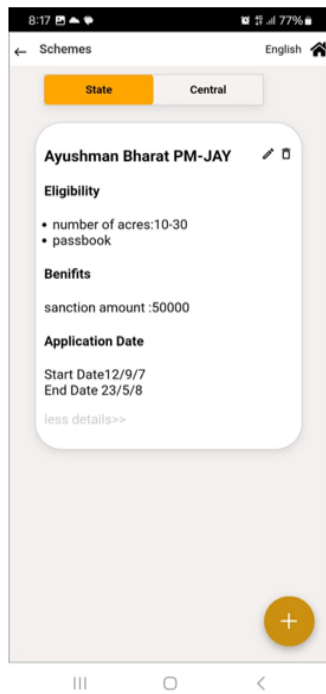 8:17 77%
Schemes English
State Central
Ayushman Bharat PM-JAY
Eligibility
• number of acres:10-30
• passbook
Benifits
sanction amount :50000
Application Date
Start Date12/9/7
End Date 23/5/8
less details>>
+